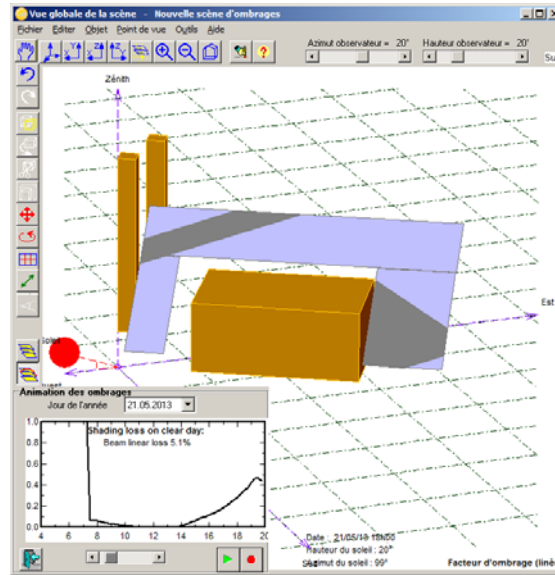 Vue globale de la scène - Nouvelle scène d'ombrages
Fichier Editer Objet Point de vue Outils Aide
Azimut observateur = 20° Hauteur observateur = 20°
Su
Zénith
Est
Animation des ombrages
Jour de l'année 21.05.2013
Shading loss on clear day:
Beam linear loss 5.1%
1.0
0.8
0.6
0.4
0.2
0.0
4 6 8 10 12 14 16 18 20
Date : 21/05/13 18h00
Hauteur du soleil : 20°
Azimut du soleil : 99°
Facteur d'ombrage (liné